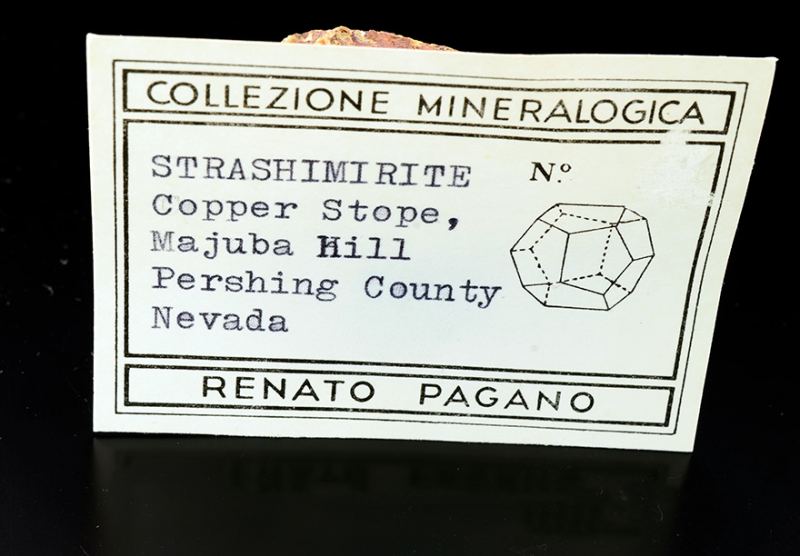 COLLEZIONE MINERALOGICA
STRASHIMIRITE
N.º
Copper Stope,
Majuba Hill
Pershing County
Nevada
RENATO PAGANO